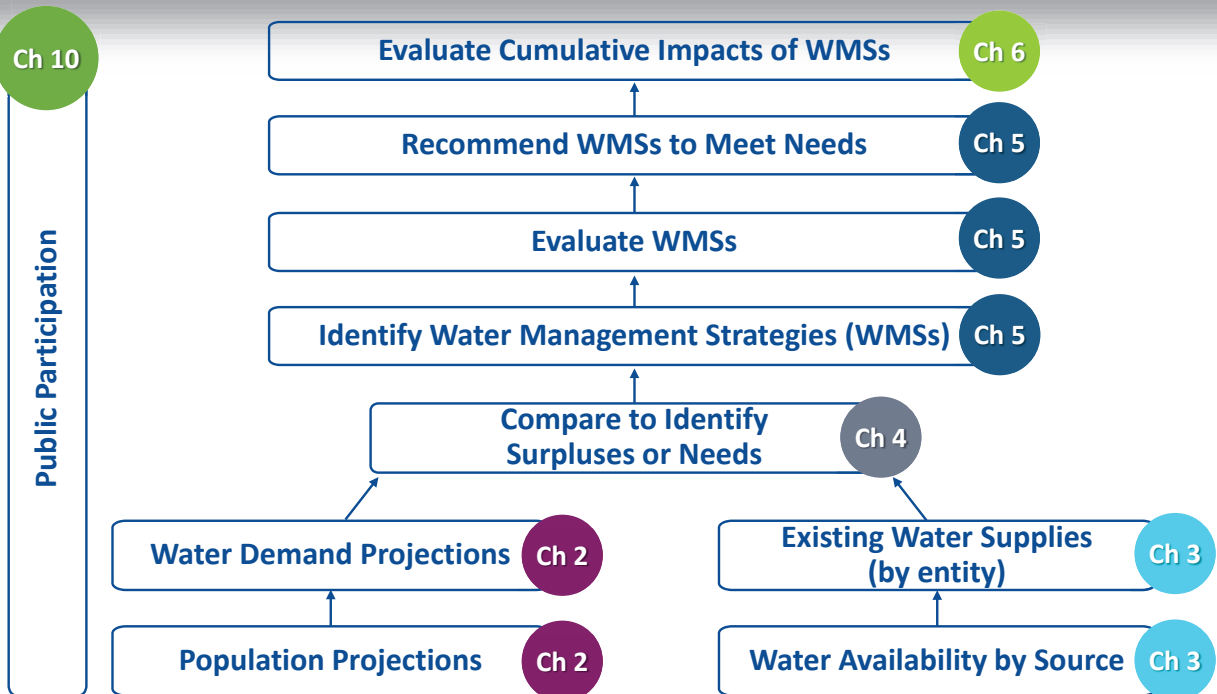 Ch 10
Public Participation
Evaluate Cumulative Impacts of WMSs
Ch 6
Recommend WMSs to Meet Needs
Ch 5
Evaluate WMSs
Ch 5
Identify Water Management Strategies (WMSs)
Ch 5
Compare to Identify
Surpluses or Needs
Ch 4
Water Demand Projections
Ch 2
Existing Water Supplies
(by entity)
Ch 3
Population Projections
Ch 2
Water Availability by Source
Ch 3